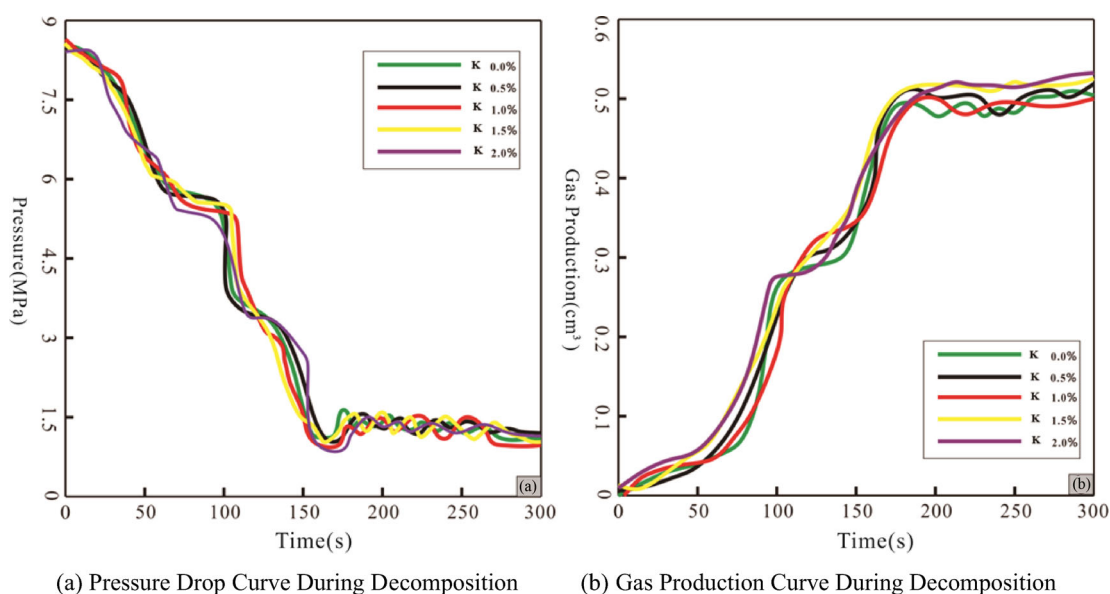 9
7.5
6
4.5
3
1.5
0
Pressure(MPa)
K 0.0%
K 0.5%
K 1.0%
K 1.5%
K 2.0%
(a)
0 50 100 150 200 250 300
Time(s)
0.6
0.5
0.4
0.3
0.2
0.1
0
Gas Production(cm³)
K 0.0%
K 0.5%
K 1.0%
K 1.5%
K 2.0%
(b)
0 50 100 150 200 250 300
Time(s)
(a) Pressure Drop Curve During Decomposition
(b) Gas Production Curve During Decomposition